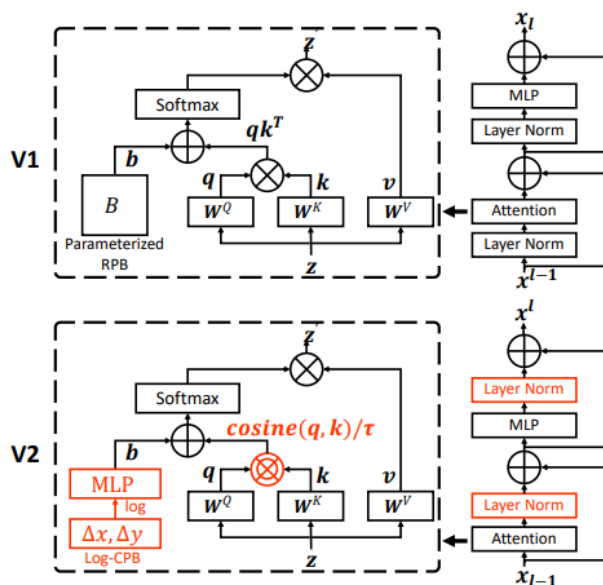 x_l
z'
Softmax
MLP
qk^T
Layer Norm
V1
b
q
k
v
B
W^Q
W^K
W^V
Attention
Parameterized
RPB
Layer Norm
z
x^{l-1}
x^l
z'
Layer Norm
Softmax
cosine(q, k)/τ
MLP
V2
b
q
k
v
MLP
log
W^Q
W^K
W^V
Layer Norm
Δx, Δy
Attention
Log-CPB
z
x_{l-1}